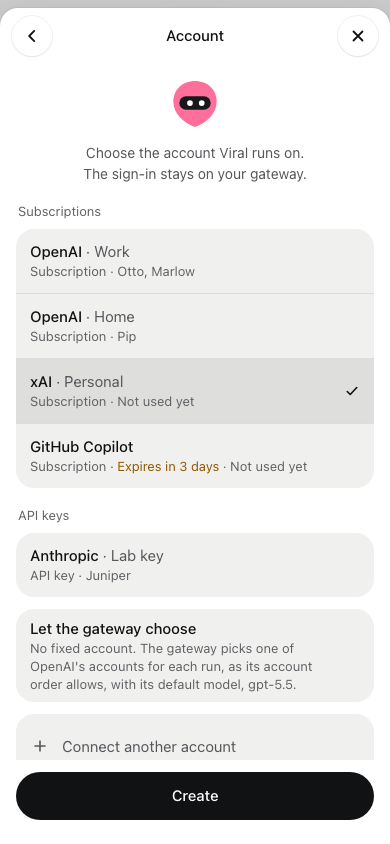 Account
Choose the account Viral runs on.
The sign-in stays on your gateway.
Subscriptions
OpenAI · Work
Subscription · Otto, Marlow
OpenAI · Home
Subscription · Pip
xAI · Personal
Subscription · Not used yet
GitHub Copilot
Subscription · Expires in 3 days · Not used yet
API keys
Anthropic · Lab key
API key · Juniper
Let the gateway choose
No fixed account. The gateway picks one of
OpenAI's accounts for each run, as its account
order allows, with its default model, gpt-5.5.
Connect another account
Create